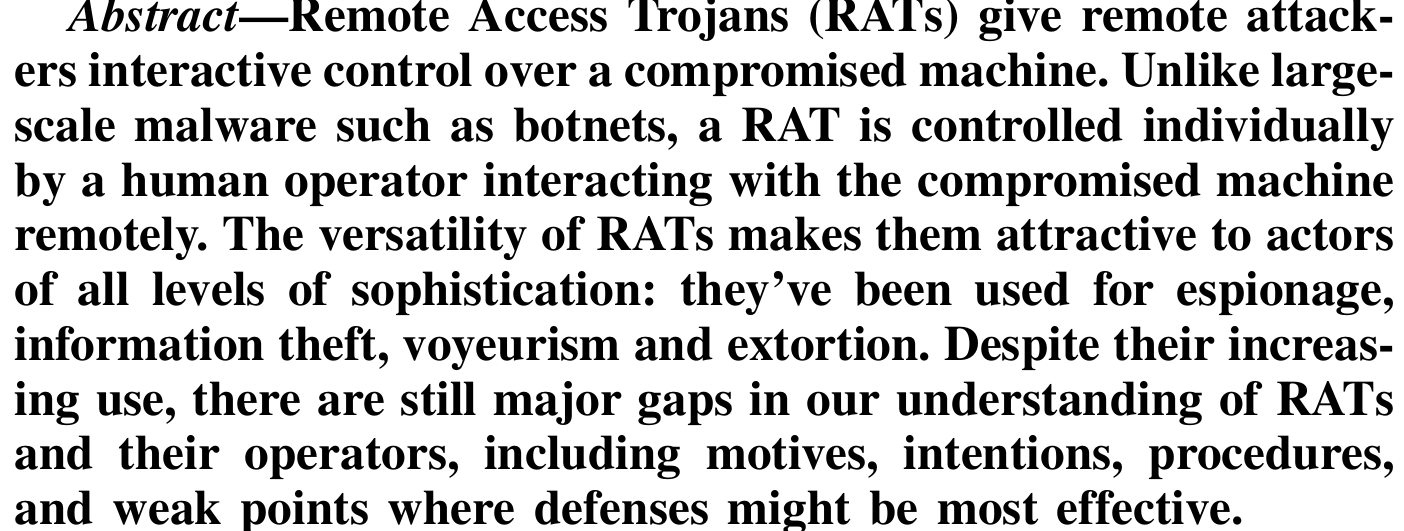 Abstract—Remote Access Trojans (RATs) give remote attack-
ers interactive control over a compromised machine. Unlike large-
scale malware such as botnets, a RAT is controlled individually
by a human operator interacting with the compromised machine
remotely. The versatility of RATs makes them attractive to actors
of all levels of sophistication: they’ve been used for espionage,
information theft, voyeurism and extortion. Despite their increas-
ing use, there are still major gaps in our understanding of RATs
and their operators, including motives, intentions, procedures,
and weak points where defenses might be most effective.